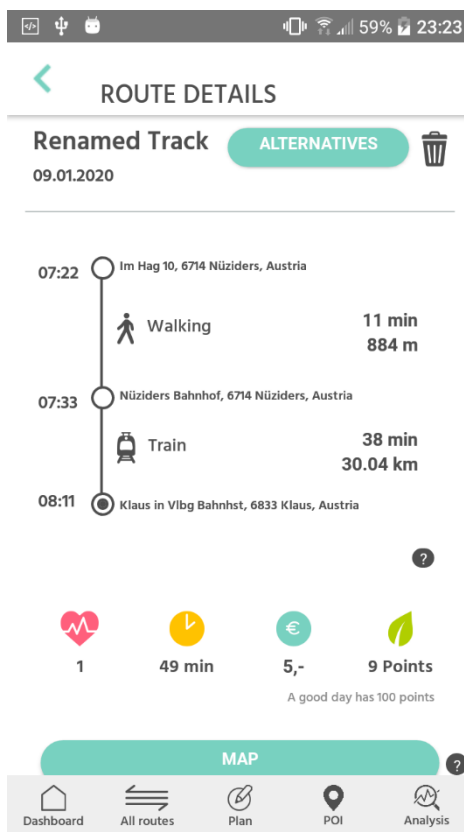 59% 23:23
ROUTE DETAILS
Renamed Track
ALTERNATIVES
09.01.2020
07:22 Im Hag 10, 6714 Nüziders, Austria
Walking 11 min
884 m
07:33 Nüziders Bahnhof, 6714 Nüziders, Austria
Train 38 min
30.04 km
08:11 Klaus in Vlbg Bahnhst, 6833 Klaus, Austria
?
€
1 49 min 5,- 9 Points
A good day has 100 points
MAP
?
Dashboard All routes Plan POI Analysis